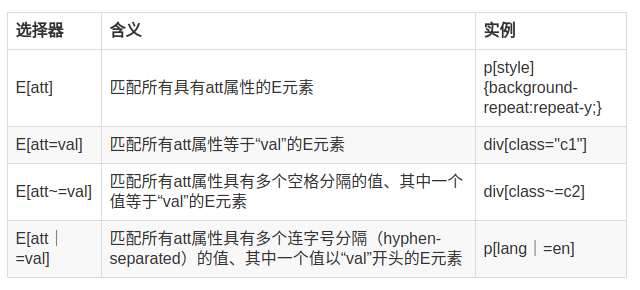 选择器 含义 实例
p[style]
E[att] 匹配所有具有att属性的E元素 {background-
repeat:repeat-y;}
E[att=val] 匹配所有att属性等于“val”的E元素 div[class="c1"]
E[att~=val] 匹配所有att属性具有多个空格分隔的值、其中一个
值等于“val”的E元素 div[class~=c2]
E[att｜
=val] 匹配所有att属性具有多个连字号分隔（hyphen-
separated）的值、其中一个值以“val”开头的E元素 p[lang｜=en]